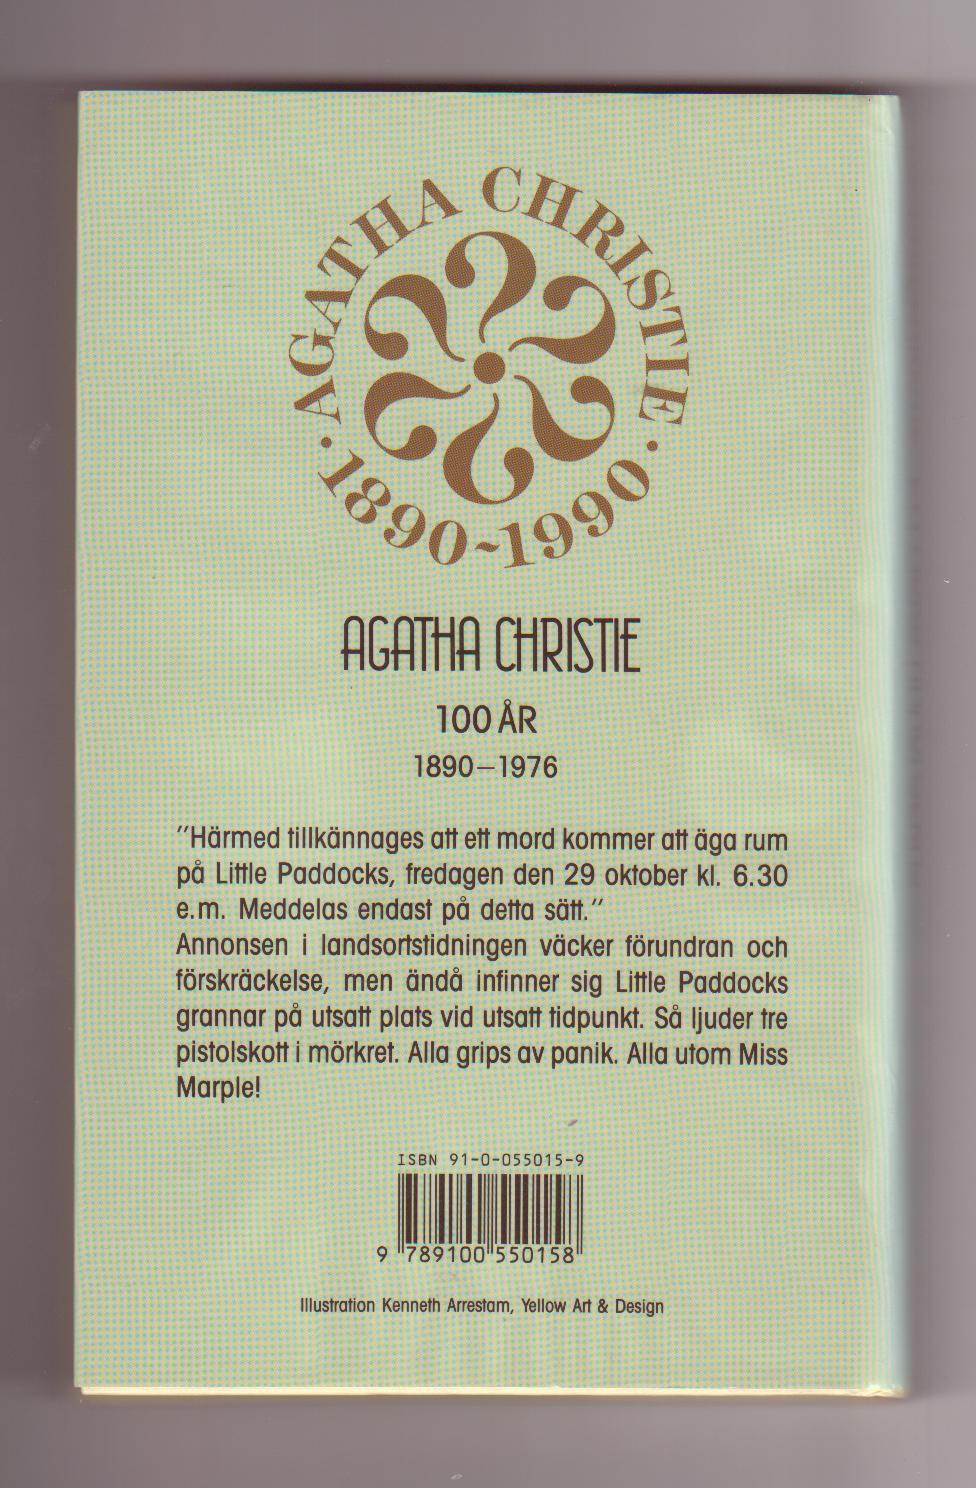 AGATHA CHRISTIE
· 1890-1990 ·
AGATHA CHRISTIE
100 ÅR
1890–1976
"Härmed tillkännages att ett mord kommer att äga rum
på Little Paddocks, fredagen den 29 oktober kl. 6.30
e.m. Meddelas endast på detta sätt."
Annonsen i landsortstidningen väcker förundran och
förskräckelse, men ändå infinner sig Little Paddocks
grannar på utsatt plats vid utsatt tidpunkt. Så ljuder tre
pistolskott i mörkret. Alla grips av panik. Alla utom Miss
Marple!
ISBN 91-0-055015-9
9 789100 550158
Illustration Kenneth Arrestam, Yellow Art & Design